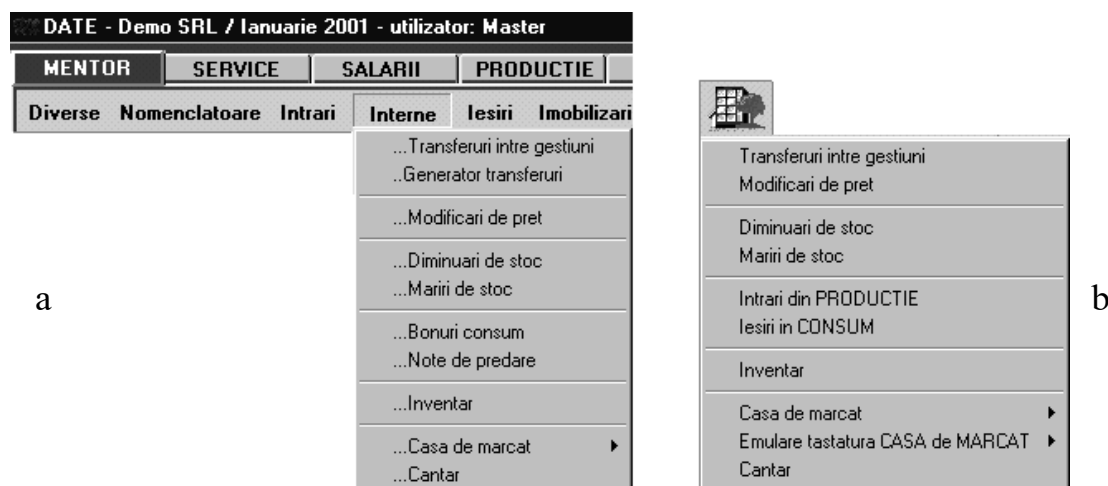 DATE - Demo SRL / Ianuarie 2001 - utilizator: Master
MENTOR SERVICE SALARII PRODUCTIE
Diverse Nomenclatoare Intrari Interne Iesiri Imobilizari
...Transferuri intre gestiuni
..Generator transferuri
...Modificari de pret
...Diminuari de stoc
...Mariri de stoc
...Bonuri consum
...Note de predare
...Inventar
...Casa de marcat
...Cantar
a
Transferuri intre gestiuni
Modificari de pret
Diminuari de stoc
Mariri de stoc
Intrari din PRODUCTIE
Iesiri in CONSUM
Inventar
Casa de marcat
Emulare tastatura CASA de MARCAT
Cantar
b